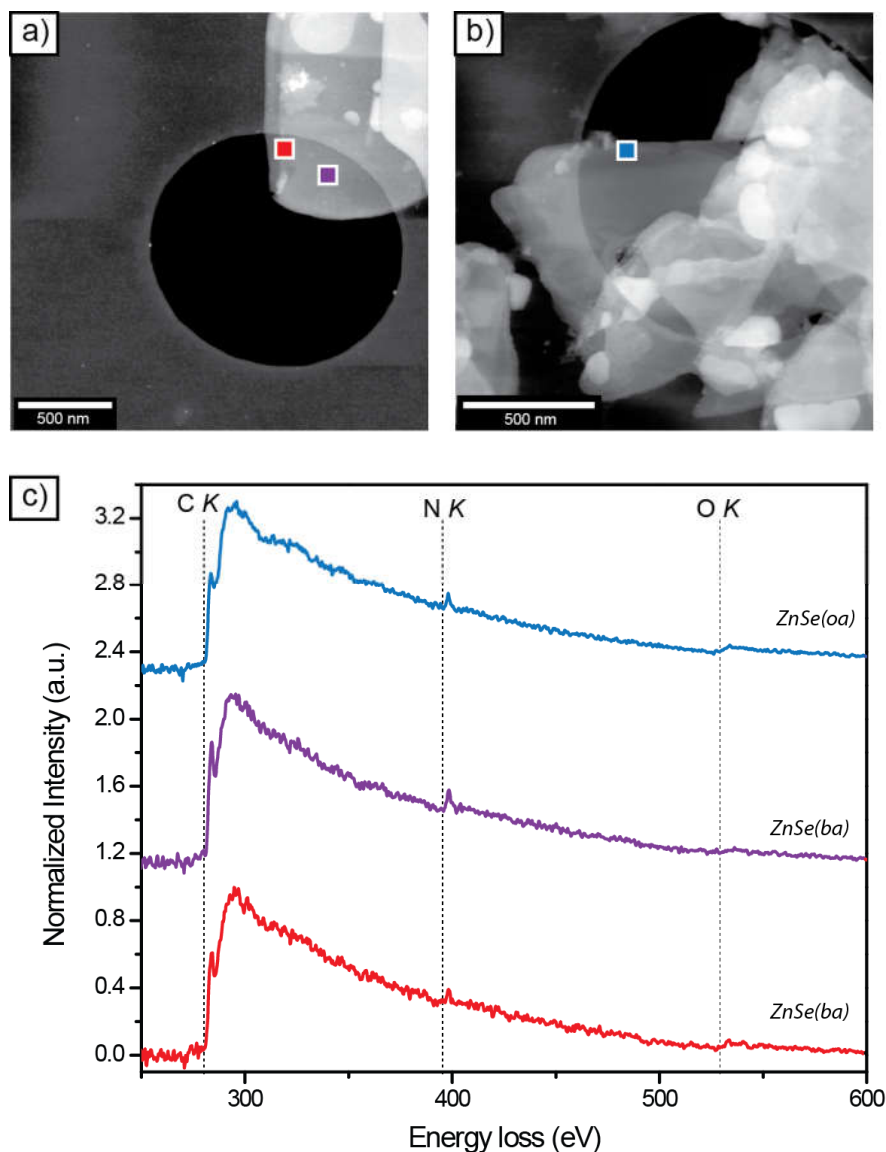 a)
b)
500 nm
500 nm
c)
C K
N K
O K
3.2
2.8
2.4
2.0
1.6
1.2
0.8
0.4
0.0
ZnSe(oa)
ZnSe(ba)
ZnSe(ba)
Normalized Intensity (a.u.)
300
400
500
600
Energy loss (eV)